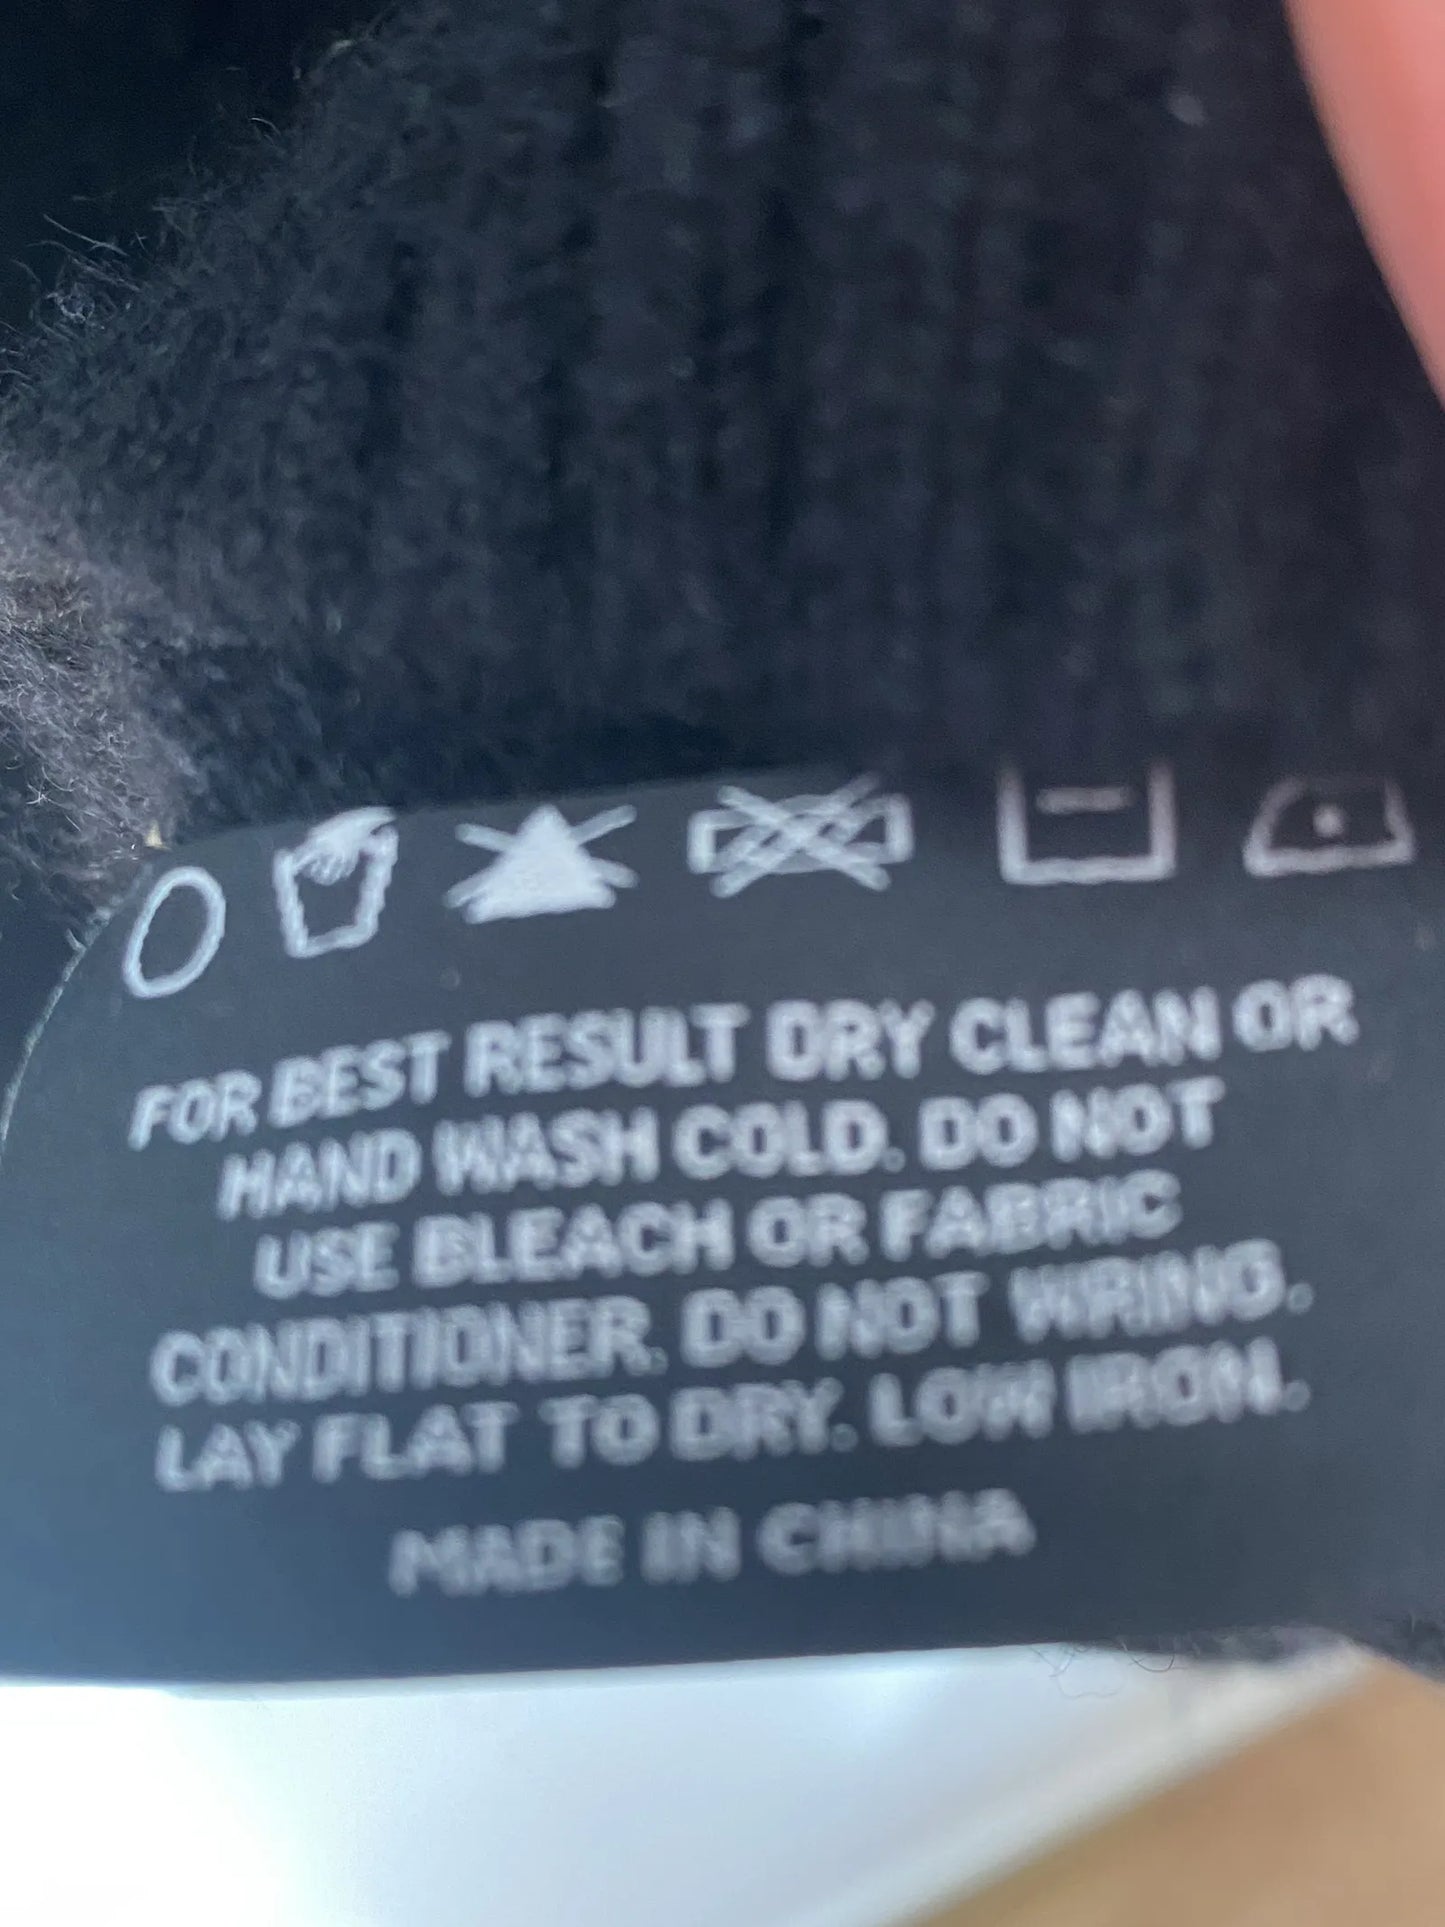 FOR BEST RESULT DRY CLEAN OR
HAND WASH COLD. DO NOT
USE BLEACH OR FABRIC
CONDITIONER. DO NOT WRING.
LAY FLAT TO DRY. LOW IRON.
MADE IN CHINA